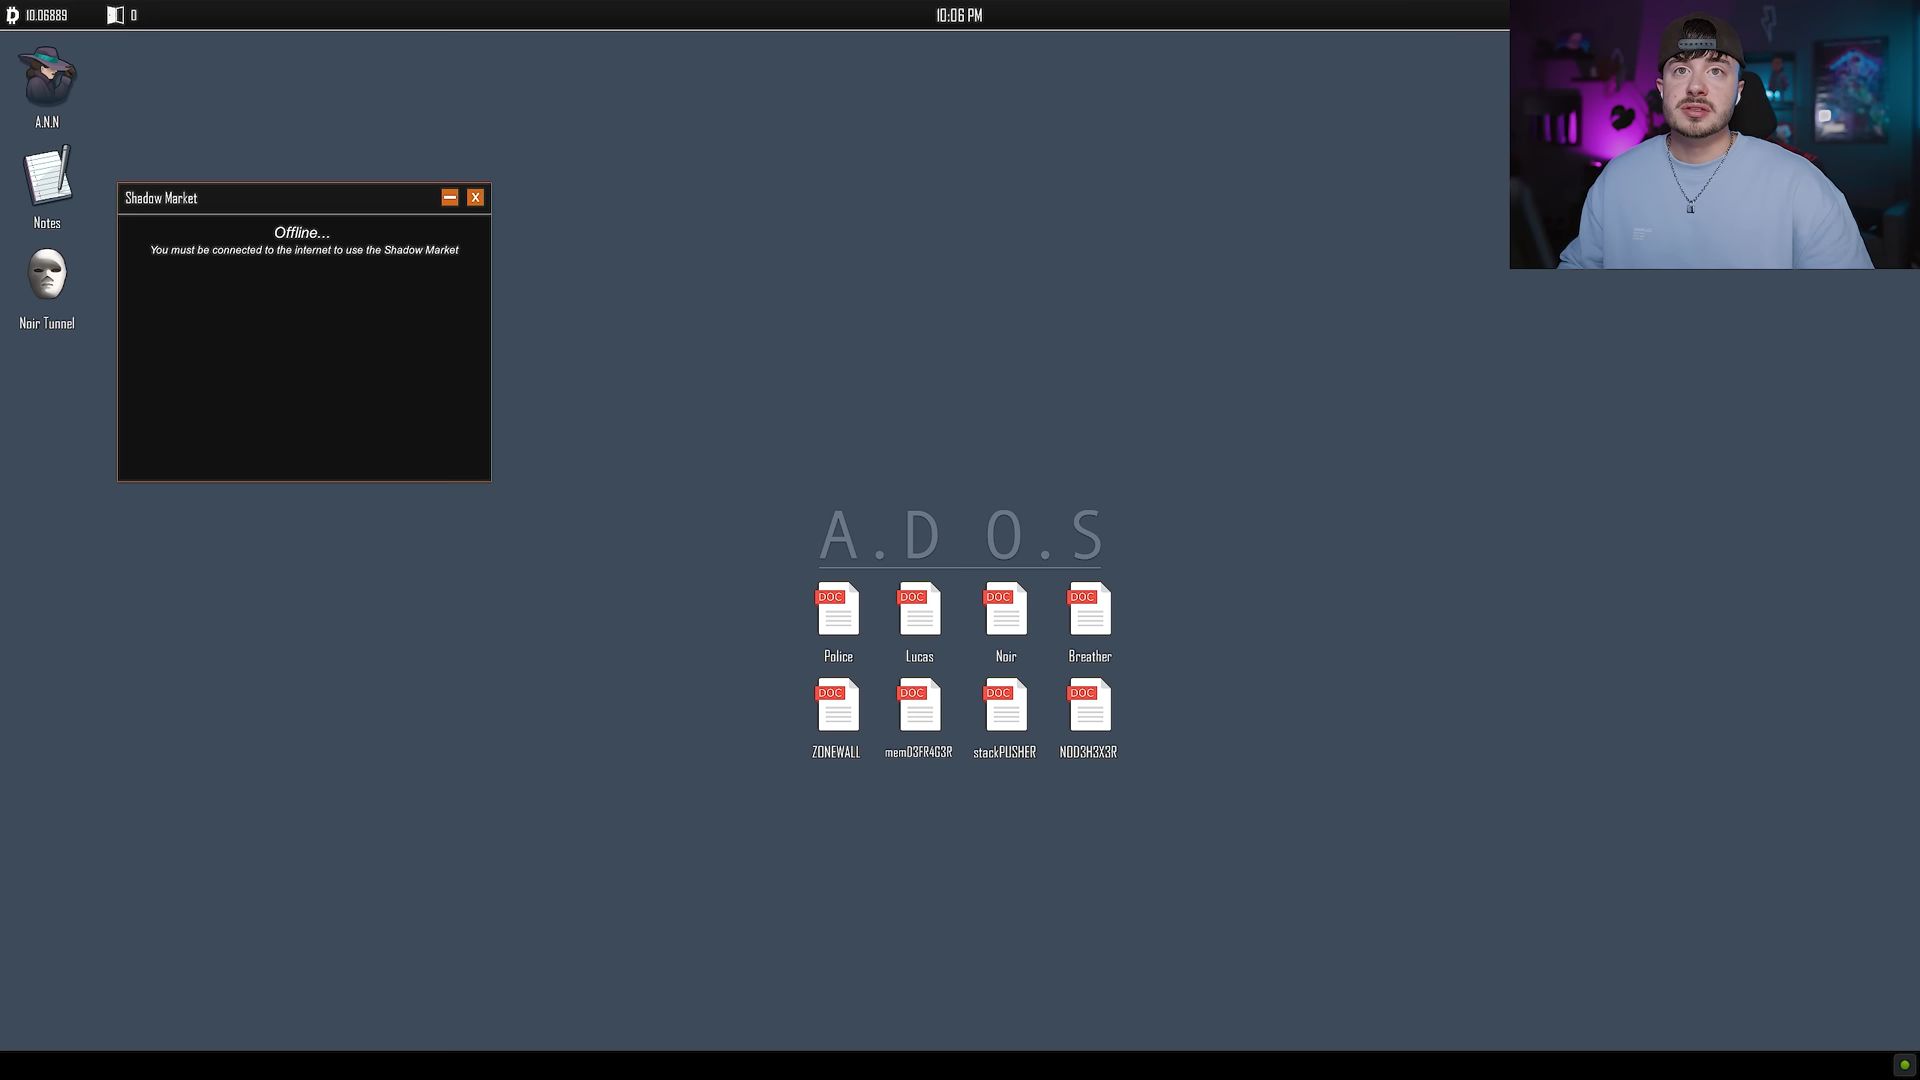 10.06889
0
10:06 PM
A.N.N
Notes
Noir Tunnel
Shadow Market
X
Offline...
You must be connected to the internet to use the Shadow Market
A.D O.S
DOC DOC DOC DOC
Police Lucas Noir Breather
DOC DOC DOC DOC
ZONEWALL memD3FR4G3R stackPUSHER NOD3H3X3R